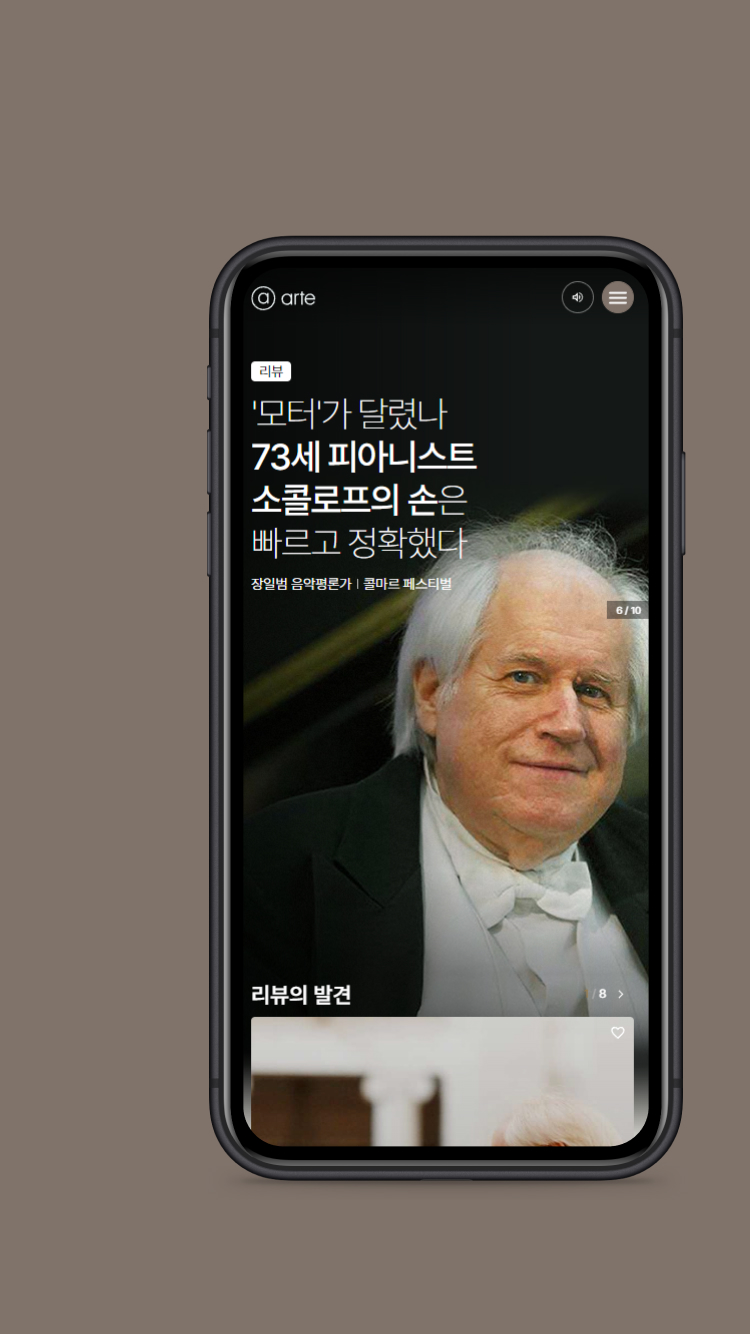 arte
리뷰
'모터'가 달렸나
73세 피아니스트
소콜로프의 손은
빠르고 정확했다
장일범 음악평론가 | 콜마르 페스티벌
6 / 10
리뷰의 발견
/ 8